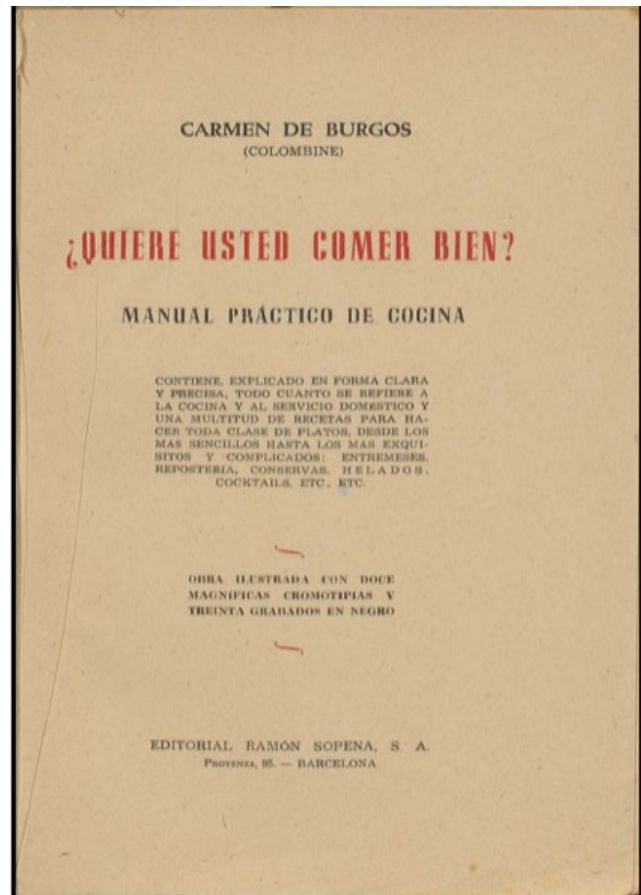 CARMEN DE BURGOS
(COLOMBINE)
¿QUIERE USTED COMER BIEN?
MANUAL PRÁCTICO DE COCINA
CONTIENE, EXPLICADO EN FORMA CLARA
Y PRECISA, TODO CUANTO SE REFIERE A
LA COCINA Y AL SERVICIO DOMESTICO Y
UNA MULTITUD DE RECETAS PARA HA-
CER TODA CLASE DE PLATOS, DESDE LOS
MAS SENCILLOS HASTA LOS MAS EXQUI-
SITOS Y COMPLICADOS: ENTREMESES,
REPOSTERIA, CONSERVAS, HELADOS,
COCKTAILS, ETC., ETC.
OBRA ILUSTRADA CON DOCE
MAGNIFICAS CROMOTIPIAS Y
TREINTA GRABADOS EN NEGRO
EDITORIAL RAMÓN SOPENA, S. A.
PROVENZA, 95. — BARCELONA